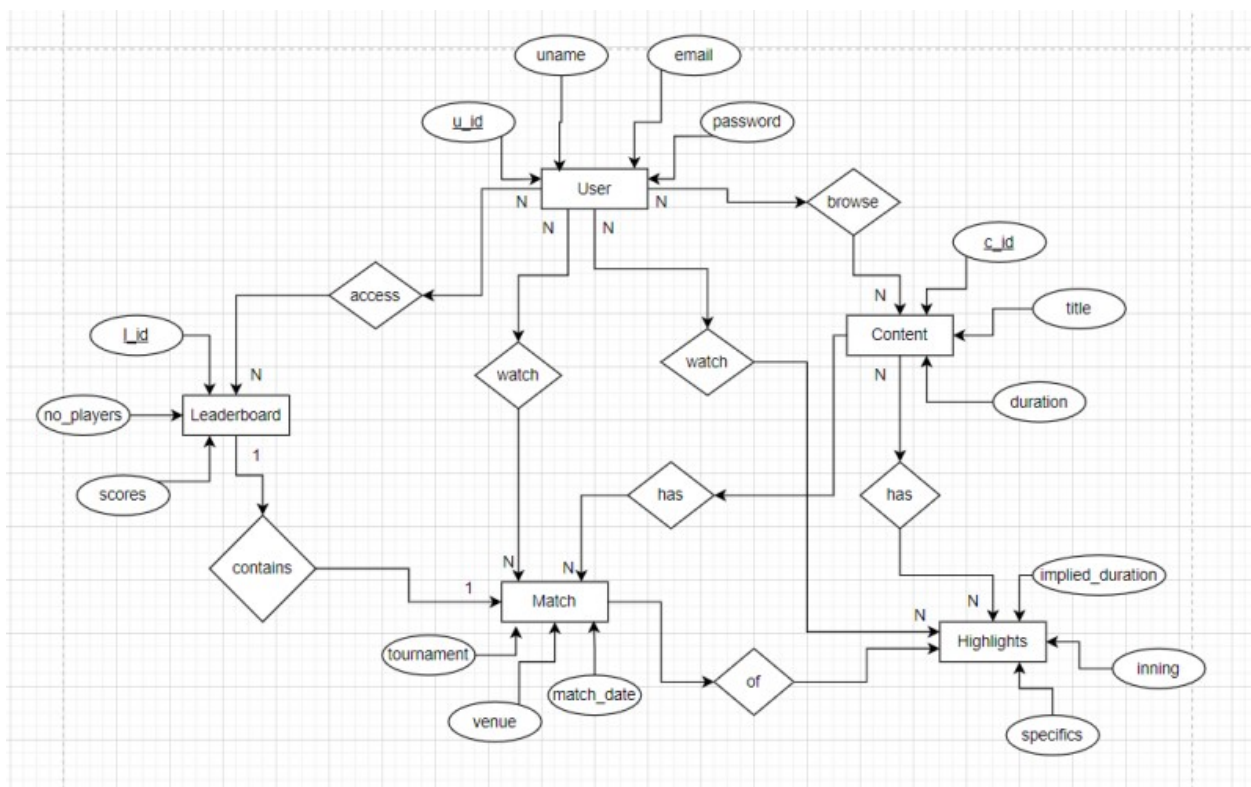 uname
email
u_id
password
User
N
N
N
N
browse
c_id
access
N
title
Content
l_id
watch
watch
N
N
duration
no_players
Leaderboard
1
scores
has
has
contains
N
N
implied_duration
1
Match
N
N
Highlights
tournament
of
inning
match_date
venue
specifics